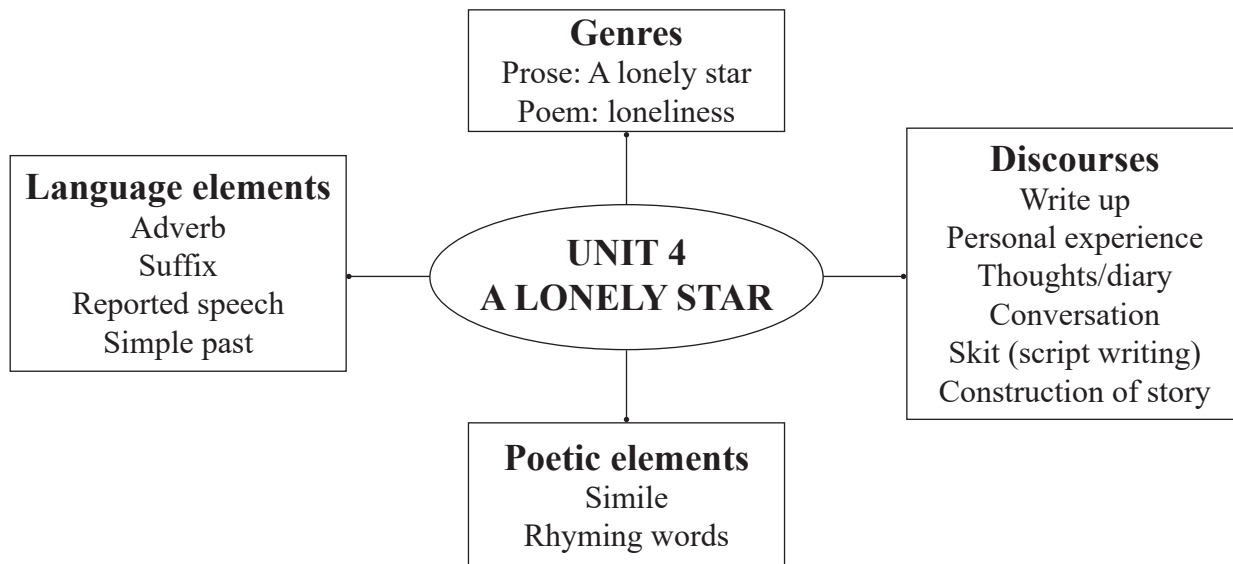 Genres
Prose: A lonely star
Poem: loneliness
Language elements
Adverb
Suffix
Reported speech
Simple past
UNIT 4
A LONELY STAR
Discourses
Write up
Personal experience
Thoughts/diary
Conversation
Skit (script writing)
Construction of story
Poetic elements
Simile
Rhyming words